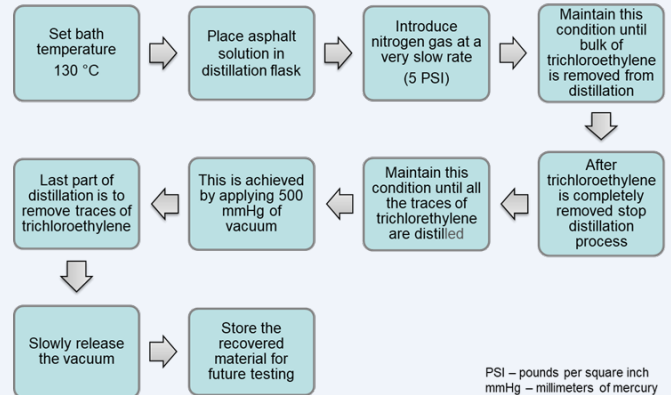 Set bath
temperature
130 °C
Place asphalt
solution in
distillation flask
Introduce
nitrogen gas at a
very slow rate
(5 PSI)
Maintain this
condition until
bulk of
trichloroethylene
is removed from
distillation
After
trichloroethylene
is completely
removed stop
distillation
process
Maintain this
condition until all
the traces of
trichlorethylene
are distilled
This is achieved
by applying 500
mmHg of
vacuum
Last part of
distillation is to
remove traces of
trichloroethylene
Slowly release
the vacuum
Store the
recovered
material for
future testing
PSI – pounds per square inch
mmHg – millimeters of mercury